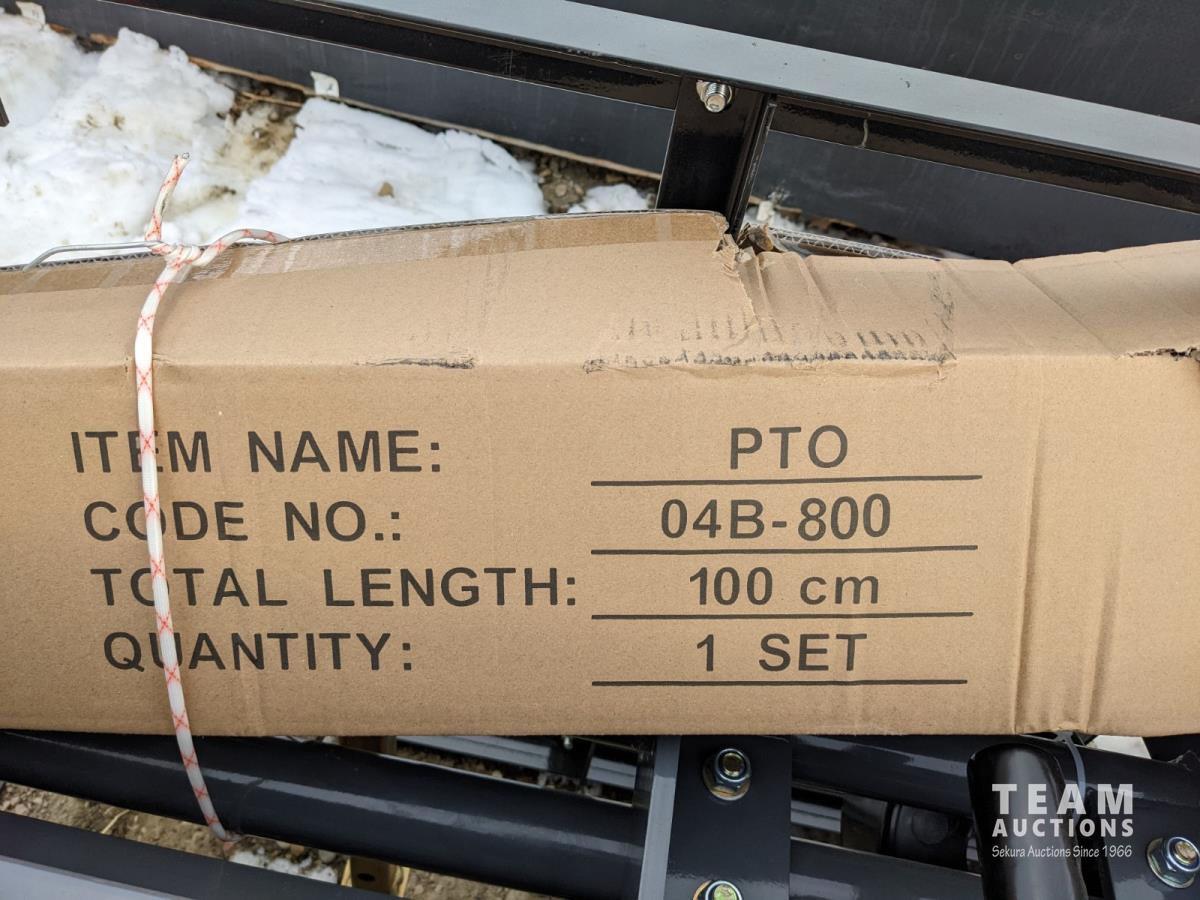 ITEM NAME: PTO
CODE NO.: 04B-800
TOTAL LENGTH: 100 cm
QUANTITY: 1 SET
TEAM
AUCTIONS
Sekura Auctions Since 1966